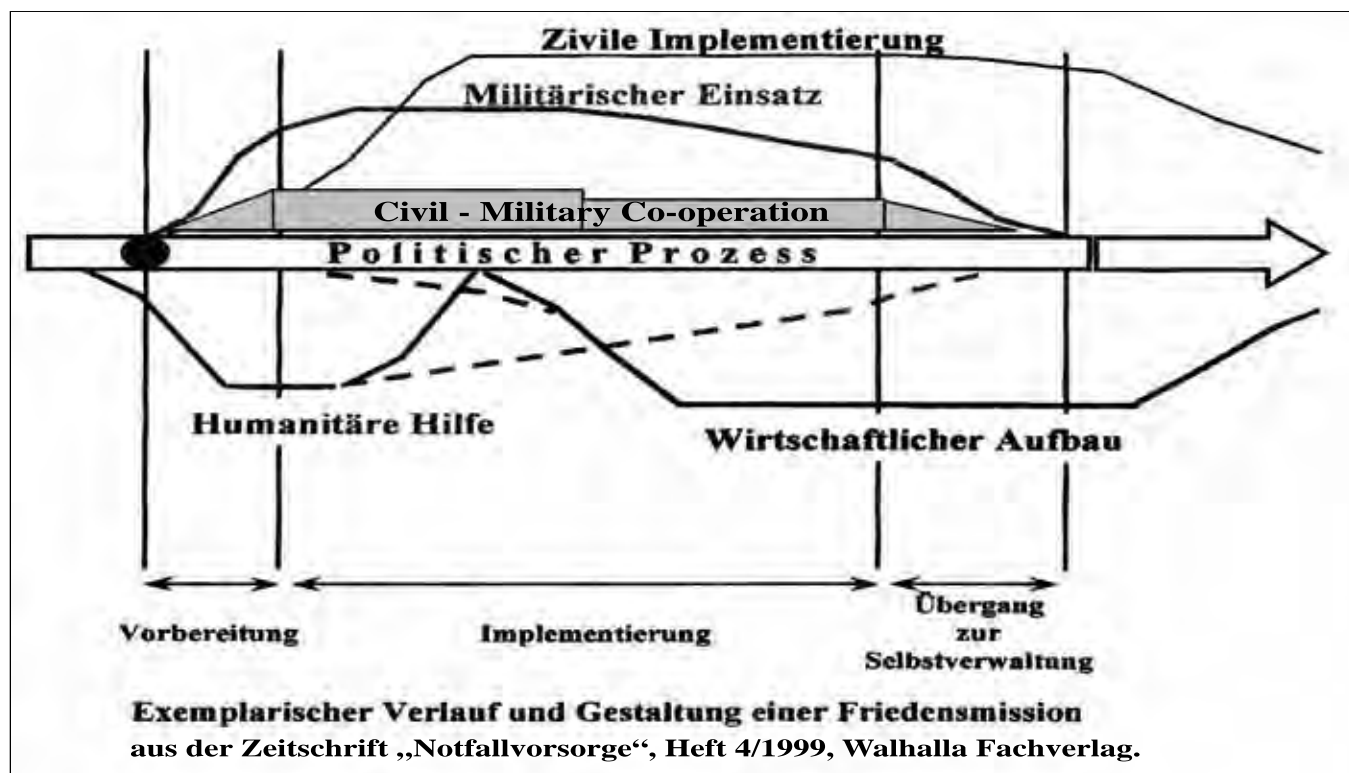 Zivile Implementierung
Militärischer Einsatz
Civil - Military Co-operation
Politischer Prozess
Humanitäre Hilfe
Wirtschaftlicher Aufbau
Vorbereitung
Implementierung
Übergang
zur
Selbstverwaltung
Exemplarischer Verlauf und Gestaltung einer Friedensmission
aus der Zeitschrift „Notfallvorsorge“, Heft 4/1999, Walhalla Fachverlag.